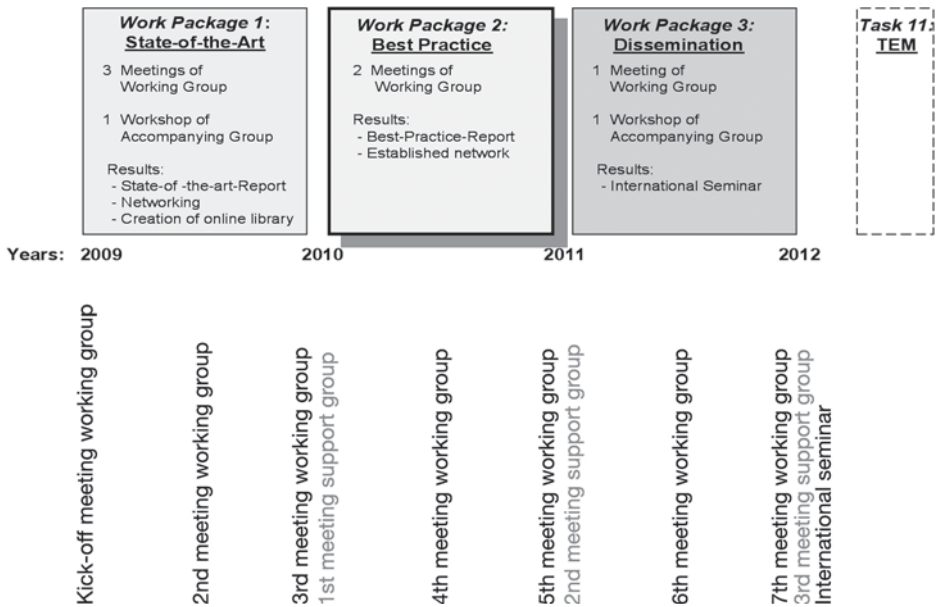 Work Package 1:
State-of-the-Art
3 Meetings of
Working Group
1 Workshop of
Accompanying Group
Results:
- State-of -the-art-Report
- Networking
- Creation of online library
Work Package 2:
Best Practice
2 Meetings of
Working Group
Results:
- Best-Practice-Report
- Established network
Work Package 3:
Dissemination
1 Meeting of
Working Group
1 Workshop of
Accompanying Group
Results:
- International Seminar
Task 11:
TEM
Years: 2009 2010 2011 2012
Kick-off meeting working group
2nd meeting working group
3rd meeting working group
1st meeting support group
4th meeting working group
5th meeting working group
2nd meeting support group
6th meeting working group
7th meeting working group
3rd meeting support group
International seminar